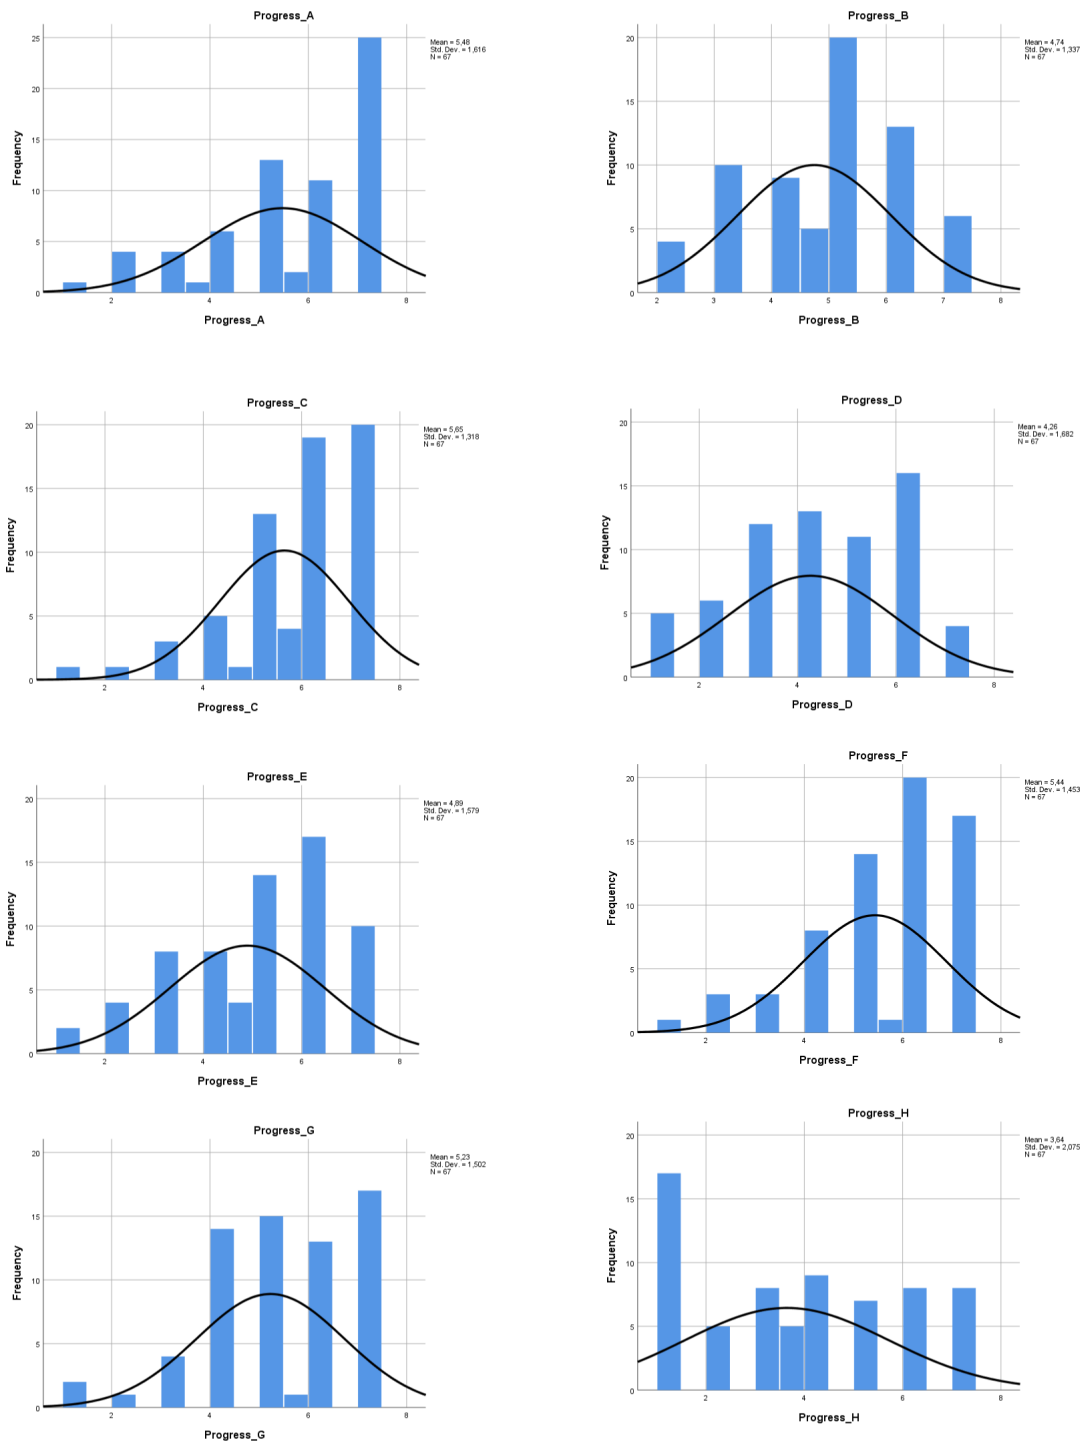 Progress_A
Mean = 5,48
Std. Dev. = 1,616
N = 67
25
20
15
10
5
0
Frequency
2 4 6 8
Progress_A
Progress_B
Mean = 4,74
Std. Dev. = 1,337
N = 67
20
15
10
5
0
Frequency
2 3 4 5 6 7 8
Progress_B
Progress_C
Mean = 5,65
Std. Dev. = 1,318
N = 67
20
15
10
5
0
Frequency
2 4 6 8
Progress_C
Progress_D
Mean = 4,26
Std. Dev. = 1,682
N = 67
20
15
10
5
0
Frequency
2 4 6 8
Progress_D
Progress_E
Mean = 4,89
Std. Dev. = 1,579
N = 67
20
15
10
5
0
Frequency
2 4 6 8
Progress_E
Progress_F
Mean = 5,44
Std. Dev. = 1,453
N = 67
20
15
10
5
0
Frequency
2 4 6 8
Progress_F
Progress_G
Mean = 5,23
Std. Dev. = 1,502
N = 67
20
15
10
5
0
Frequency
2 4 6 8
Progress_G
Progress_H
Mean = 3,64
Std. Dev. = 2,075
N = 67
20
15
10
5
0
Frequency
2 4 6 8
Progress_H